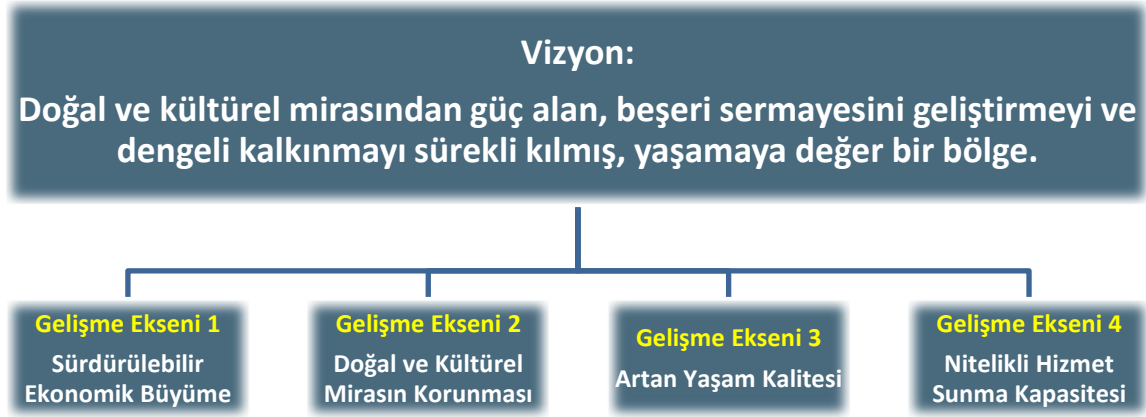 Vizyon:
Doğal ve kültürel mirasından güç alan, beşeri sermayesini geliştirmeyi ve
dengeli kalkınmayı sürekli kılmış, yaşamaya değer bir bölge.
Gelişme Ekseni 1
Sürdürülebilir
Ekonomik Büyüme
Gelişme Ekseni 2
Doğal ve Kültürel
Mirasın Korunması
Gelişme Ekseni 3
Artan Yaşam Kalitesi
Gelişme Ekseni 4
Nitelikli Hizmet
Sunma Kapasitesi